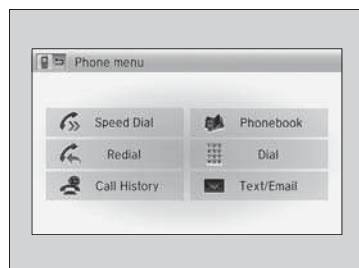 Phone menu
Speed Dial
Phonebook
Redial
Dial
Call History
Text/Email